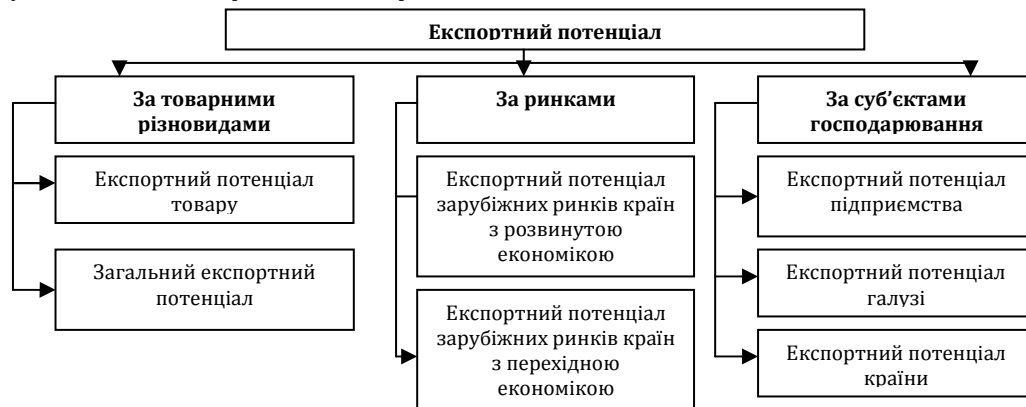 Експортний потенціал
За товарними
різновидами
Експортний потенціал
товару
Загальний експортний
потенціал
За ринками
Експортний потенціал
зарубіжних ринків країн
з розвинутою
економікою
Експортний потенціал
зарубіжних ринків країн
з перехідною
економікою
За суб’єктами
господарювання
Експортний потенціал
підприємства
Експортний потенціал
галузі
Експортний потенціал
країни